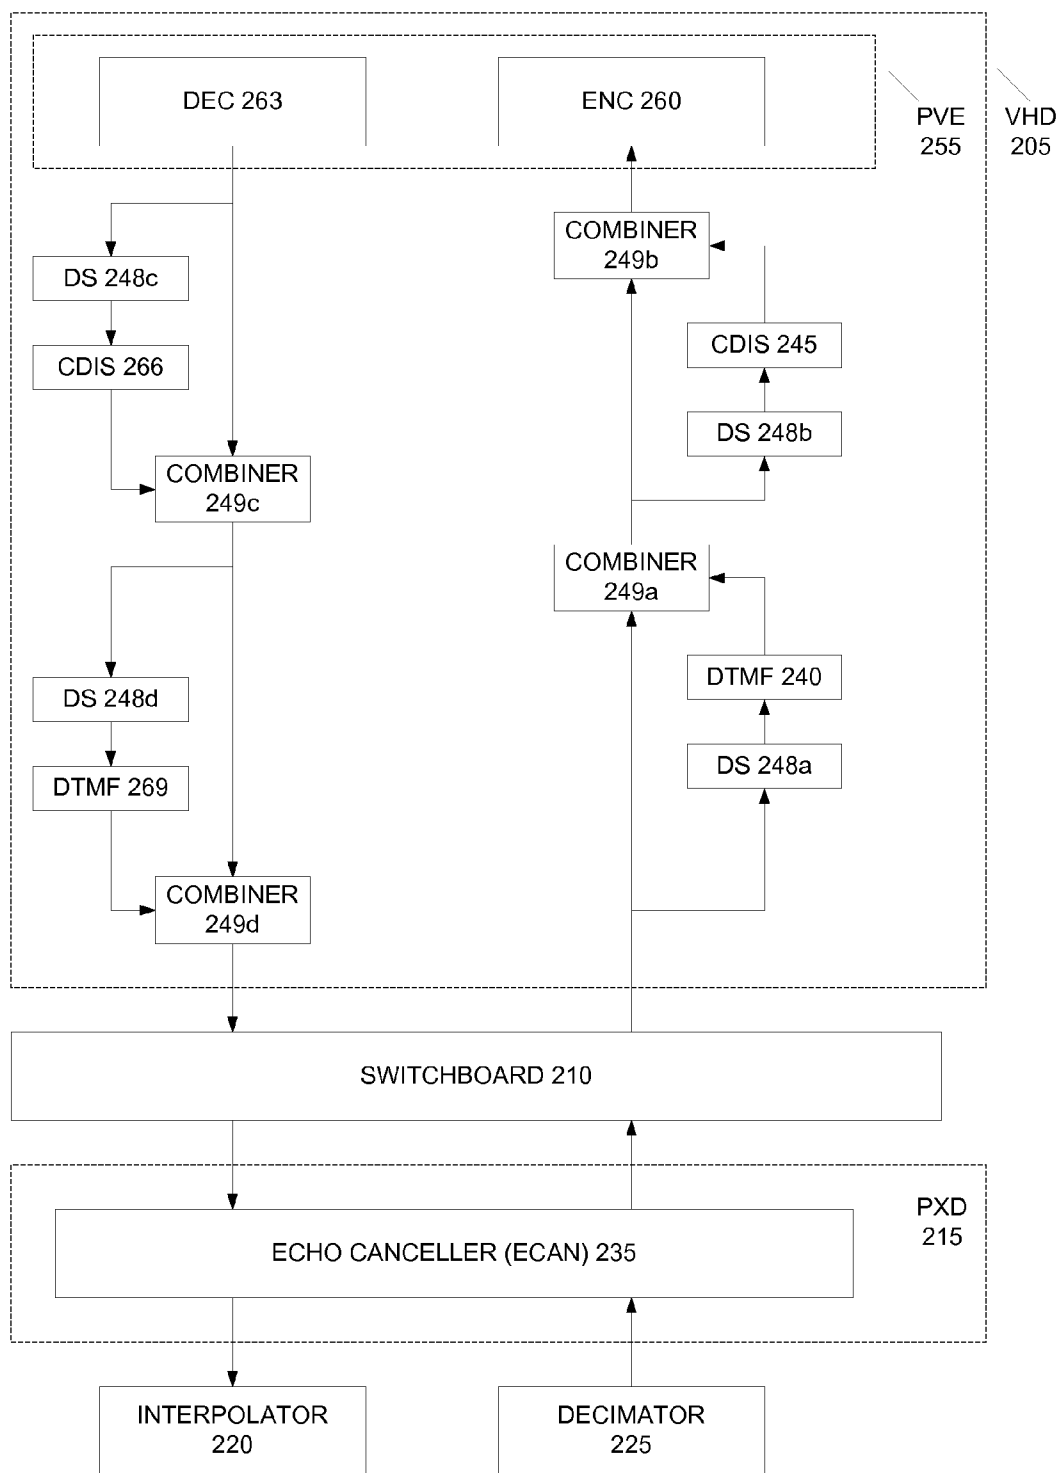 DEC 263
ENC 260
PVE
255
VHD
205
COMBINER
249b
DS 248c
CDIS 245
CDIS 266
DS 248b
COMBINER
249c
COMBINER
249a
DTMF 240
DS 248d
DS 248a
DTMF 269
COMBINER
249d
SWITCHBOARD 210
PXD
215
ECHO CANCELLER (ECAN) 235
INTERPOLATOR
220
DECIMATOR
225